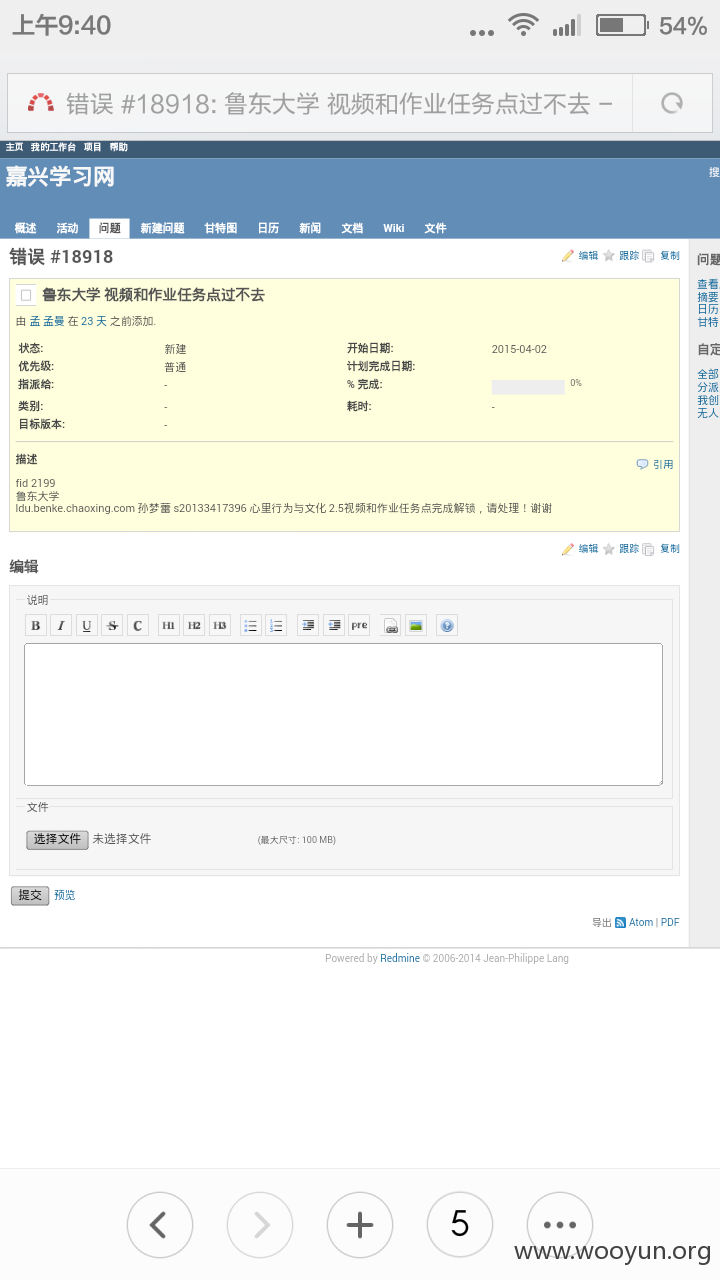 上午9:40
54%
错误 #18918: 鲁东大学 视频和作业任务点过不去 –
主页 我的工作台 项目 帮助
嘉兴学习网
搜
概述 活动 问题 新建问题 甘特图 日历 新闻 文档 Wiki 文件
错误 #18918
编辑 跟踪 复制
鲁东大学 视频和作业任务点过不去
由 孟 孟曼 在 23 天 之前添加.
状态: 新建 开始日期: 2015-04-02
优先级: 普通 计划完成日期:
指派给: - % 完成: 0%
类别: - 耗时: -
目标版本: -
描述
引用
fid 2199
鲁东大学
ldu.benke.chaoxing.com 孙梦蕾 s20133417396 心里行为与文化 2.5视频和作业任务点完成解锁，请处理！谢谢
编辑 跟踪 复制
编辑
说明
B I U S C H1 H2 H3 pre
文件
选择文件 未选择文件 (最大尺寸: 100 MB)
提交 预览
导出 Atom | PDF
Powered by Redmine © 2006-2014 Jean-Philippe Lang
问题
查看
摘要
日历
甘特
自定
全部
分派
我创
无人
5
www.wooyun.org